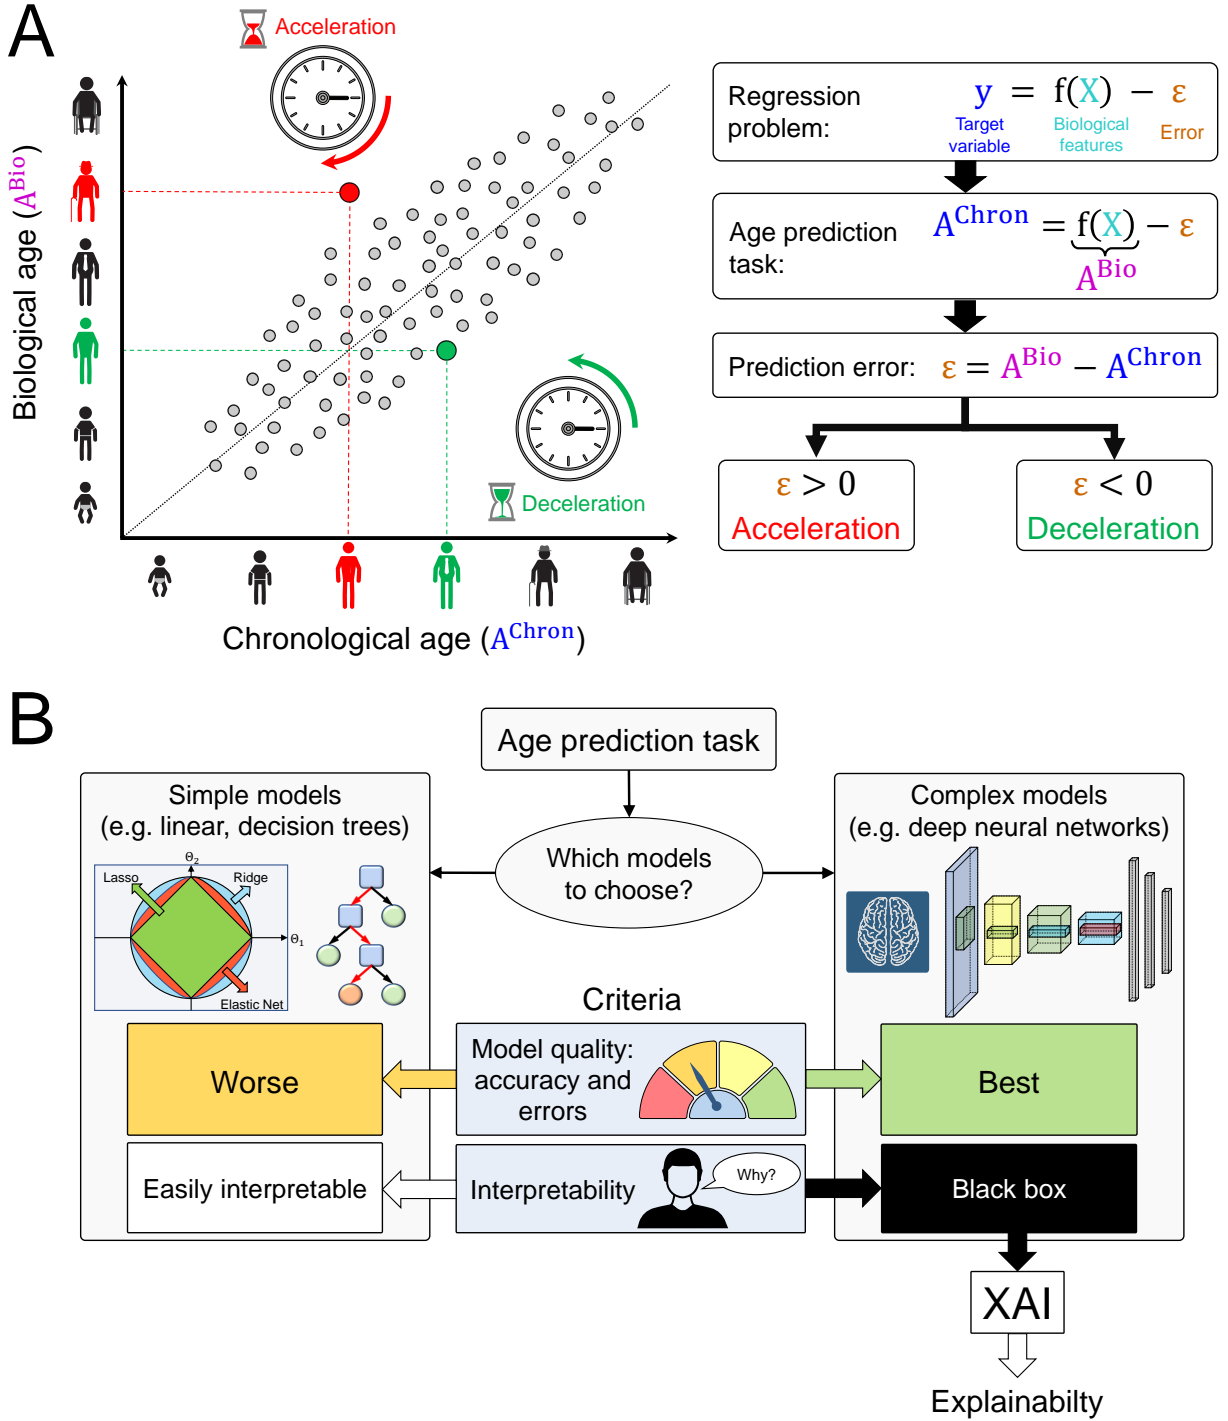 A
Acceleration
Biological age (A^Bio)
Deceleration
Chronological age (A^Chron)
Regression
problem:
y = f(X) − ε
Target
variable
Biological
features
Error
Age prediction
task:
A^Chron = f(X) − ε
A^Bio
Prediction error: ε = A^Bio − A^Chron
ε > 0
Acceleration
ε < 0
Deceleration
B
Age prediction task
Which models
to choose?
Simple models
(e.g. linear, decision trees)
Θ2
Lasso
Ridge
Θ1
Elastic Net
Complex models
(e.g. deep neural networks)
Criteria
Worse
Model quality:
accuracy and
errors
Best
Easily interpretable
Interpretability
Why?
Black box
XAI
Explainabilty